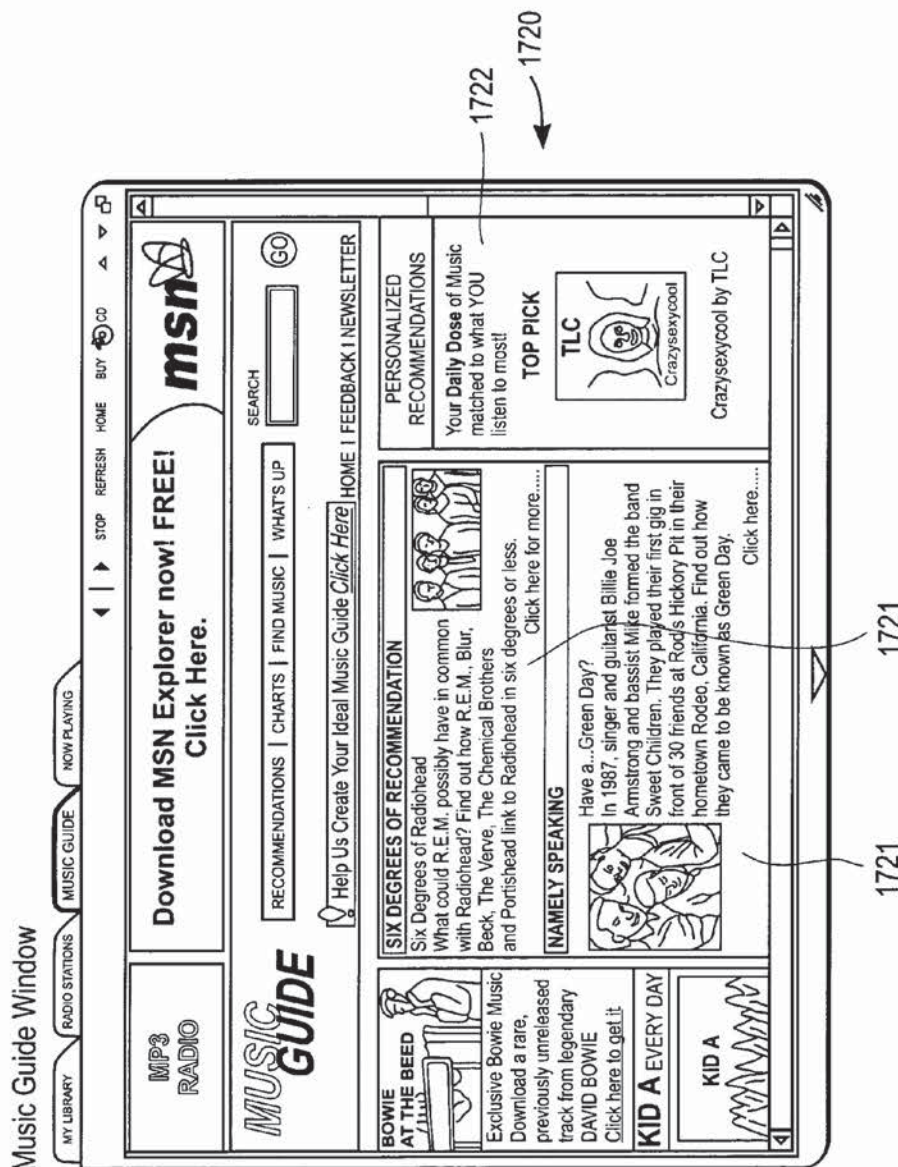 Music Guide Window
MY LIBRARY
RADIO STATIONS
MUSIC GUIDE
NOW PLAYING
STOP
REFRESH
HOME
BUY
CD
MP3
RADIO
Download MSN Explorer now! FREE!
Click Here.
msn
MUSIC
GUIDE
RECOMMENDATIONS | CHARTS | FIND MUSIC | WHAT'S UP
SEARCH
GO
Help Us Create Your Ideal Music Guide Click Here
HOME I FEEDBACK I NEWSLETTER
BOWIE
AT THE BEED
Exclusive Bowie Music
Download a rare,
previously unreleased
track from legendary
DAVID BOWIE
Click here to get it
KID A EVERY DAY
KID A
SIX DEGREES OF RECOMMENDATION
Six Degrees of Radiohead
What could R.E.M. possibly have in common
with Radiohead? Find out how R.E.M., Blur,
Beck, The Verve, The Chemical Brothers
and Portishead link to Radiohead in six degrees or less.
Click here for more.....
NAMELY SPEAKING
Have a...Green Day?
In 1987, singer and guitarist Billie Joe
Armstrong and bassist Mike formed the band
Sweet Children. They played their first gig in
front of 30 friends at Rod's Hickory Pit in their
hometown Rodeo, California. Find out how
they came to be known as Green Day.
Click here.....
PERSONALIZED
RECOMMENDATIONS
Your Daily Dose of Music
matched to what YOU
listen to most!
TOP PICK
TLC
Crazysexycool
Crazysexycool by TLC
1721
1721
1722
1720